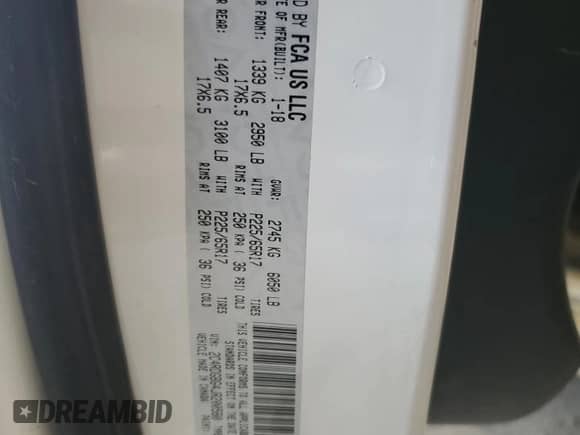 D BY FCA US LLC
TE OF MFR(BUILT): 1-18
GVWR: 2745 KG 6050 LB
R FRONT: 1339 KG 2950 LB WITH P225/65R17 TIRES
17X6.5 RIMS AT 250 KPA ( 36 PSI) COLD
R REAR: 1407 KG 3100 LB WITH P225/65R17 TIRES
17X6.5 RIMS AT 250 KPA ( 36 PSI) COLD
THIS VEHICLE CONFORMS TO ALL
STANDARDS IN EFFECT ON THE DATE
VIN:
VEHICLE MADE IN CANADA
DREAMBID